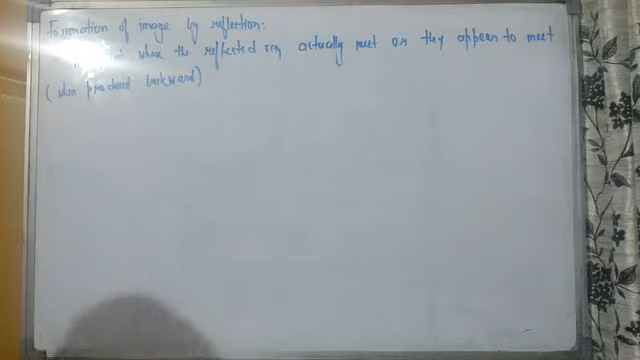 Formation of image by reflection:
where the reflected ray actually meet or they appear to meet
(when produced backward)